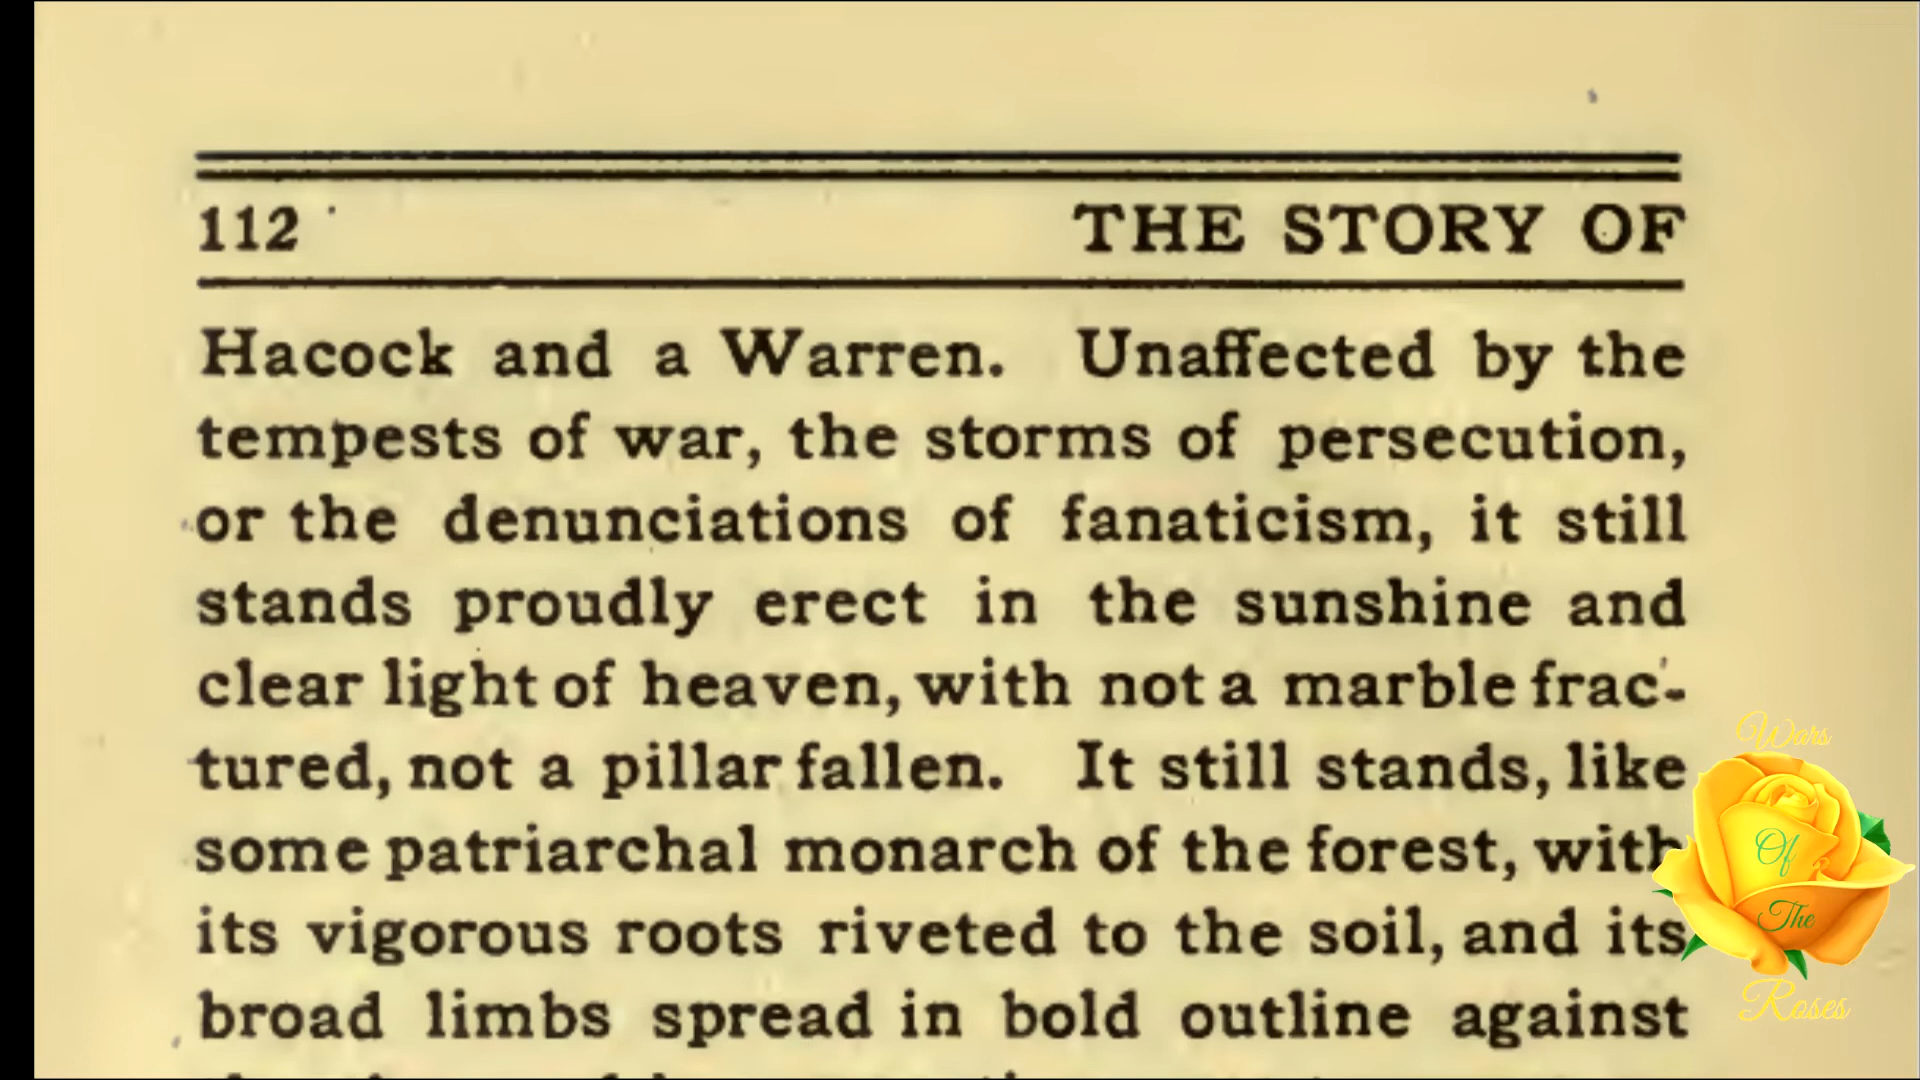 112 THE STORY OF
Hacock and a Warren. Unaffected by the
tempests of war, the storms of persecution,
or the denunciations of fanaticism, it still
stands proudly erect in the sunshine and
clear light of heaven, with not a marble frac-
tured, not a pillar fallen. It still stands, like
some patriarchal monarch of the forest, with
its vigorous roots riveted to the soil, and its
broad limbs spread in bold outline against
Wars
Of
The
Roses